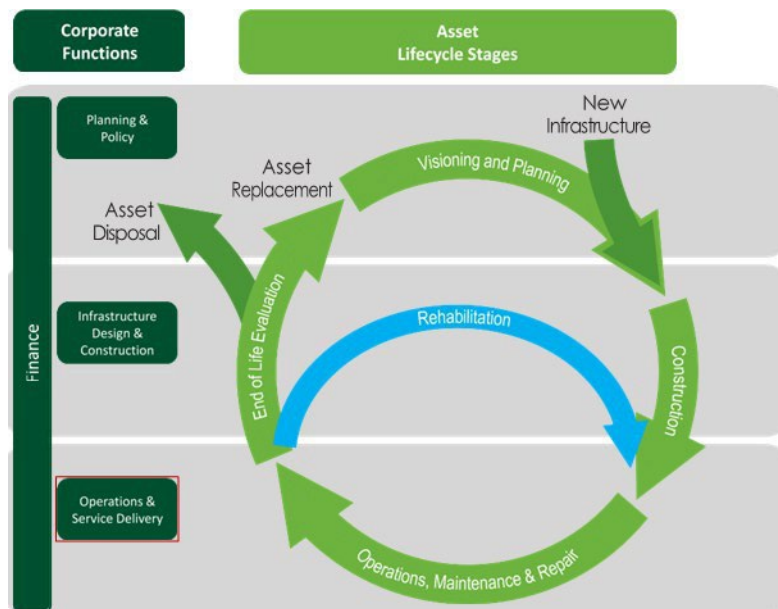 Corporate
Functions
Asset
Lifecycle Stages
Planning &
Policy
New
Infrastructure
Visioning and Planning
Asset
Replacement
Asset
Disposal
Infrastructure
Design &
Construction
Finance
End of Life Evaluation
Rehabilitation
Construction
Operations &
Service Delivery
Operations, Maintenance & Repair